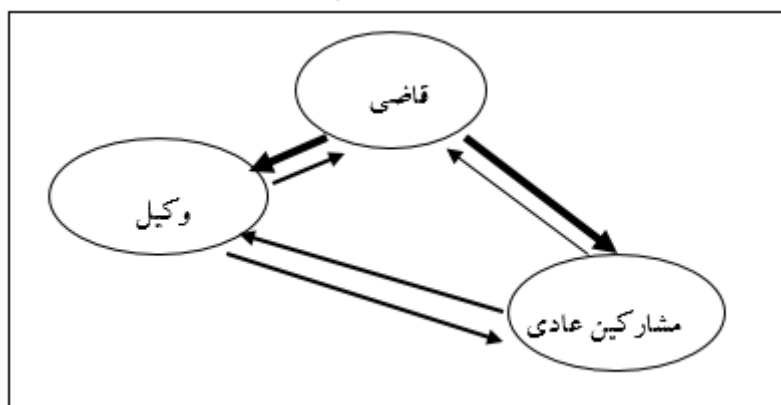 قاضی
وکیل
مشارکین عادی